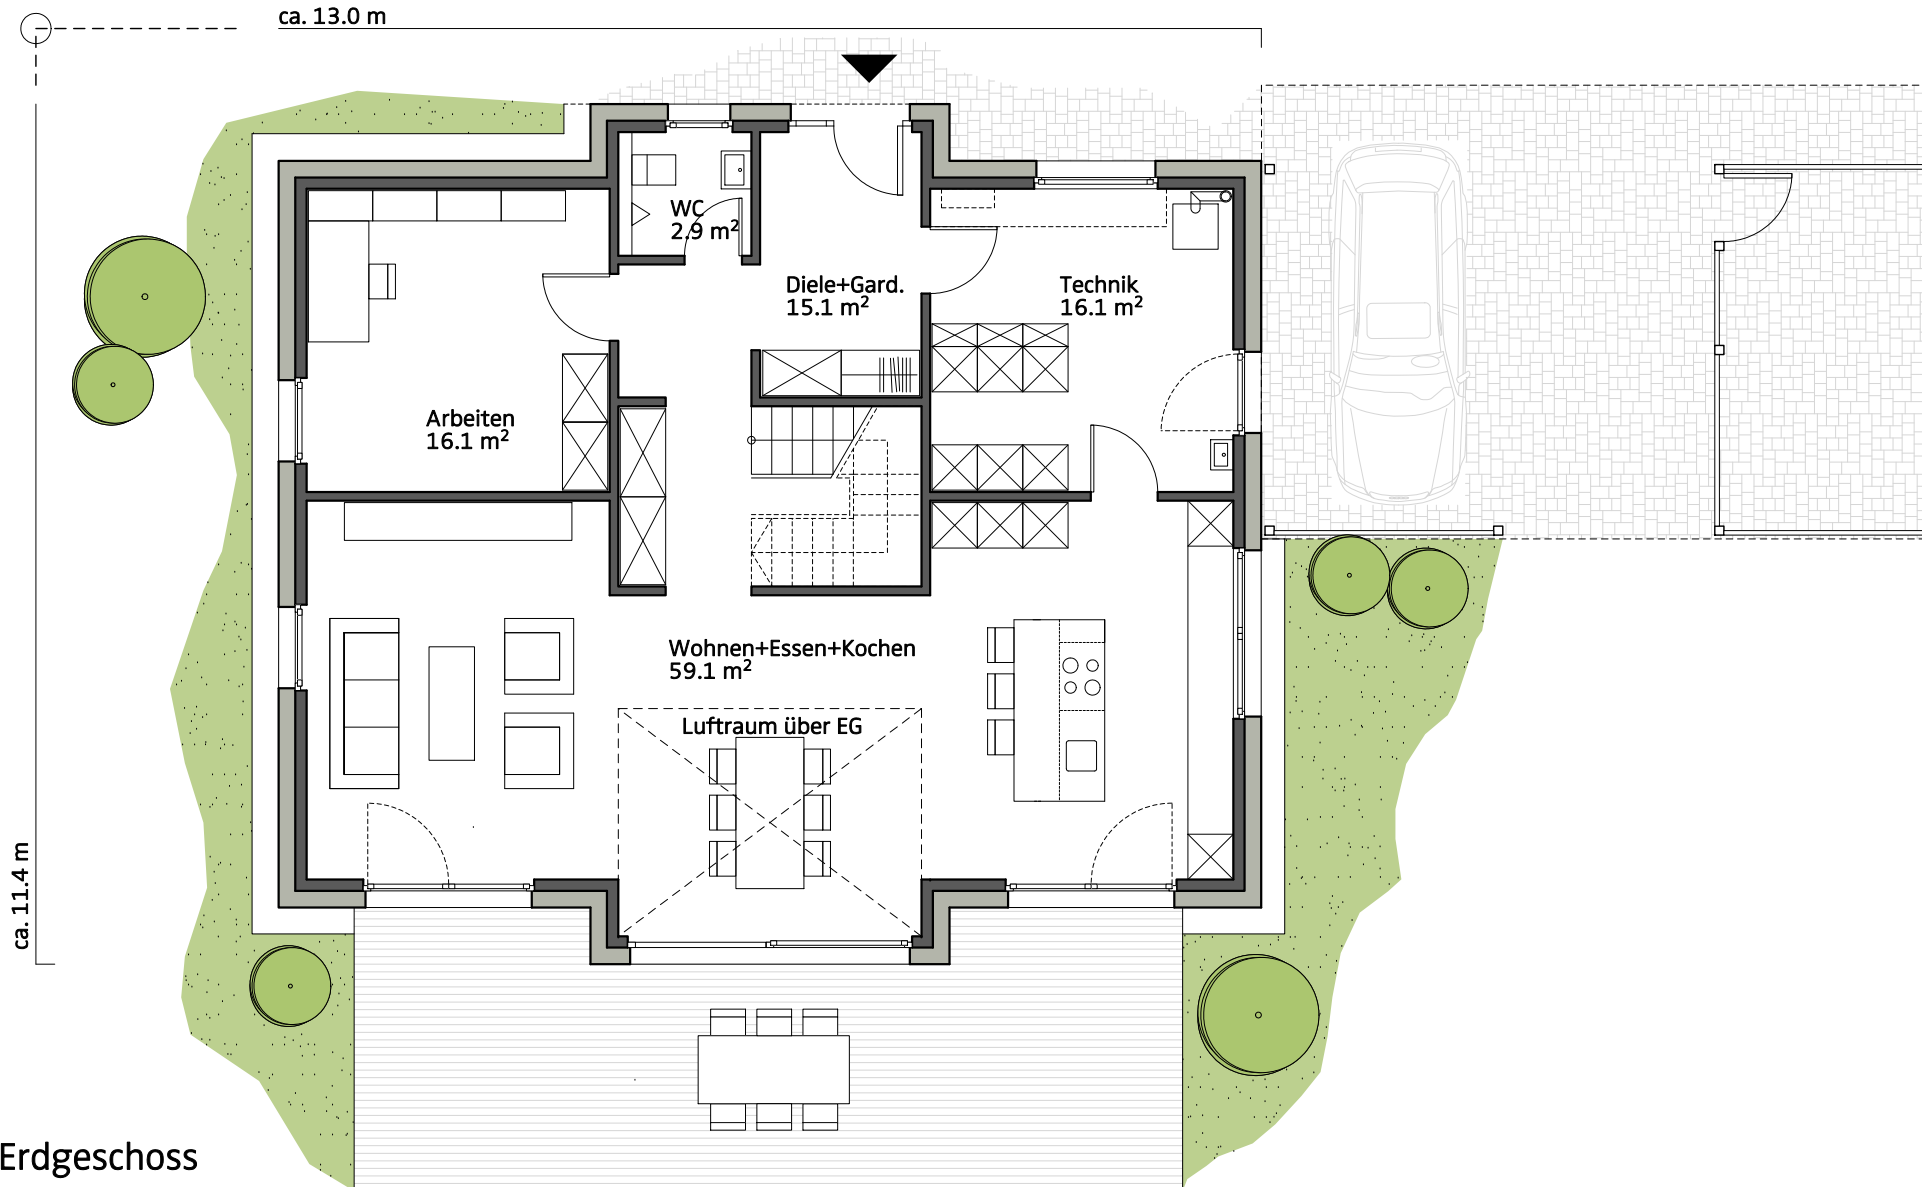 ca. 13.0 m
WC
2.9 m²
Diele+Gard.
15.1 m²
Technik
16.1 m²
Arbeiten
16.1 m²
Wohnen+Essen+Kochen
59.1 m²
Luftraum über EG
ca. 11.4 m
Erdgeschoss